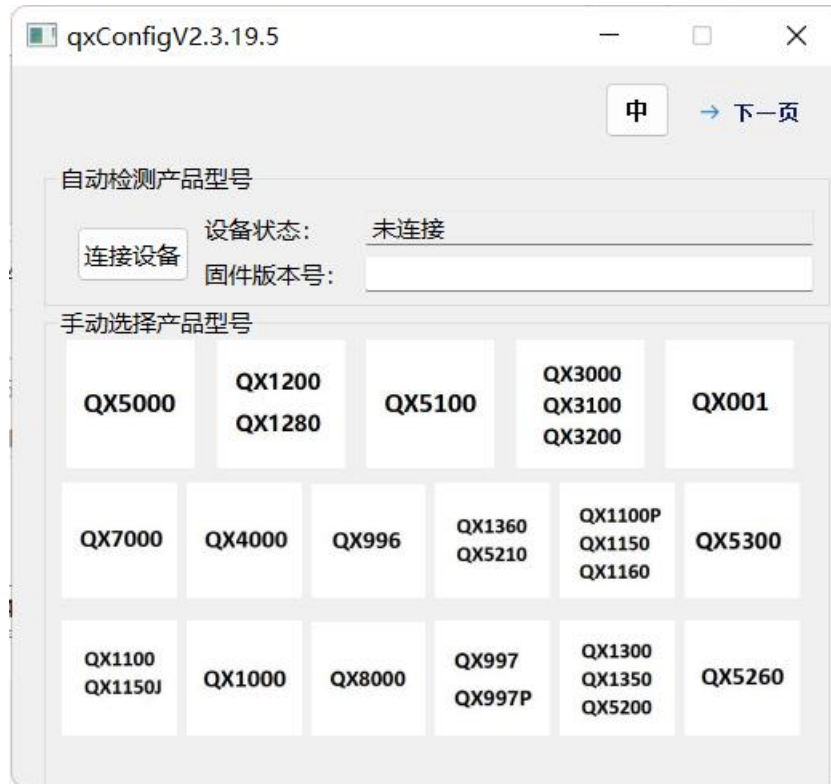 qxConfigV2.3.19.5
中
下一页
自动检测产品型号
连接设备
设备状态：
未连接
固件版本号：
手动选择产品型号
QX5000
QX1200
QX1280
QX5100
QX3000
QX3100
QX3200
QX001
QX7000
QX4000
QX996
QX1360
QX5210
QX1100P
QX1150
QX1160
QX5300
QX1100
QX1150J
QX1000
QX8000
QX997
QX997P
QX1300
QX1350
QX5200
QX5260